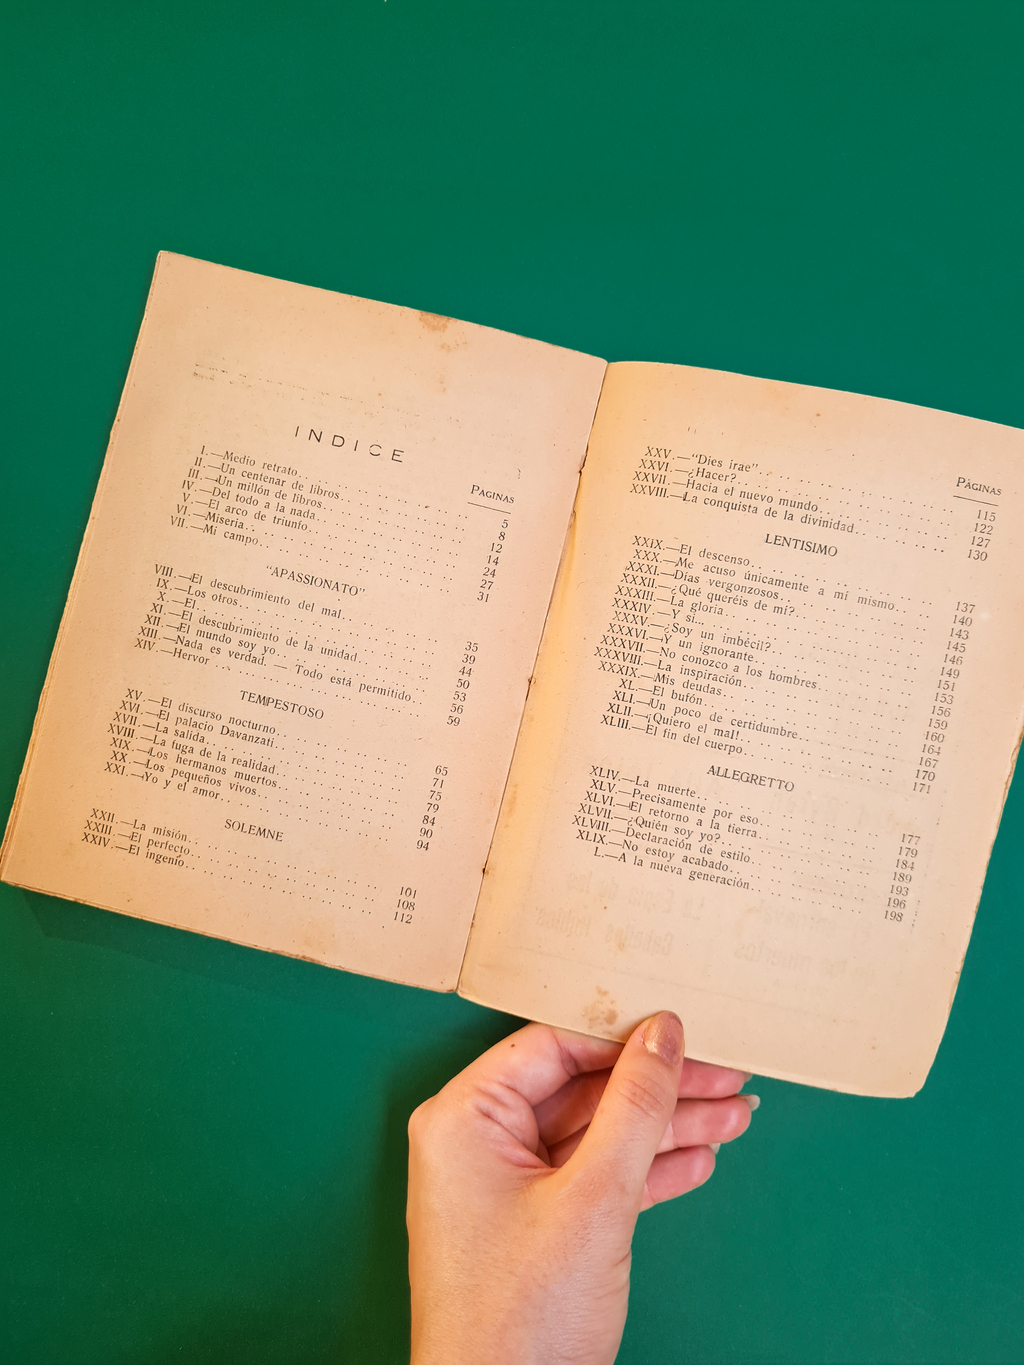 INDICE
PAGINAS
I.—Medio retrato. . . . . . . . . . . . . 5
II.—Un centenar de libros. . . . . . . . . . . . . 8
III.—Un millón de libros. . . . . . . . . . . . . 12
IV.—Del todo a la nada. . . . . . . . . . . . . 14
V.—El arco de triunfo. . . . . . . . . . . . . 24
VI.—Miseria. . . . . . . . . . . . . 27
VII.—Mi campo. . . . . . . . . . . . . 31
"APASSIONATO"
VIII.—El descubrimiento del mal. . . . . . . . . . . . . 35
IX.—Los otros. . . . . . . . . . . . . 39
X.—El. . . . . . . . . . . . . 44
XI.—El descubrimiento de la unidad. . . . . . . . . . . . . 50
XII.—El mundo soy yo. . . . . . . . . . . . . 53
XIII.—Nada es verdad. — Todo está permitido. . . . . 56
XIV.—Hervor . . . . . . . . . . . . . 59
TEMPESTOSO
XV.—El discurso nocturno. . . . . . . . . . . . . 65
XVI.—El palacio Davanzati. . . . . . . . . . . . . 71
XVII.—La salida. . . . . . . . . . . . . 75
XVIII.—La fuga de la realidad. . . . . . . . . . . . . 79
XIX.—Los hermanos muertos. . . . . . . . . . . . . 84
XX.—Los pequeños vivos. . . . . . . . . . . . . 90
XXI.—Yo y el amor. . . . . . . . . . . . . 94
SOLEMNE
XXII.—La misión. . . . . . . . . . . . . 101
XXIII.—El perfecto. . . . . . . . . . . . . 108
XXIV.—El ingenio. . . . . . . . . . . . . 112
PÀGINAS
XXV.—"Dies irae". . . . . . . . . . . . . 115
XXVI.—¿Hacer?. . . . . . . . . . . . . 122
XXVII.—Hacia el nuevo mundo. . . . . . . . . . . . . 127
XXVIII.—La conquista de la divinidad. . . . . . . . . . . . . 130
LENTISIMO
XXIX.—El descenso. . . . . . . . . . . . . 137
XXX.—Me acuso únicamente a mí mismo. . . . . . 140
XXXI.—Días vergonzosos. . . . . . . . . . . . . 143
XXXII.—¿Qué queréis de mí?. . . . . . . . . . . . . 145
XXXIII.—La gloria. . . . . . . . . . . . . 146
XXXIV.—Y si... . . . . . . . . . . . . . 149
XXXV.—¿Soy un imbécil?. . . . . . . . . . . . . 151
XXXVI.—¡Y un ignorante. . . . . . . . . . . . . 153
XXXVII.—No conozco a los hombres. . . . . . . . . . . . . 156
XXXVIII.—La inspiración. . . . . . . . . . . . . 159
XXXIX.—Mis deudas. . . . . . . . . . . . . 160
XL.—El bufón. . . . . . . . . . . . . 164
XLI.—Un poco de certidumbre. . . . . . . . . . . . . 167
XLII.—¡Quiero el mal!. . . . . . . . . . . . . 170
XLIII.—El fin del cuerpo. . . . . . . . . . . . . 171
ALLEGRETTO
XLIV.—La muerte. . . . . . . . . . . . . 177
XLV.—Precisamente por eso. . . . . . . . . . . . . 179
XLVI.—El retorno a la tierra. . . . . . . . . . . . . 184
XLVII.—¿Quién soy yo?. . . . . . . . . . . . . 189
XLVIII.—Declaración de estilo. . . . . . . . . . . . . 193
XLIX.—No estoy acabado. . . . . . . . . . . . . 196
L.—A la nueva generación. . . . . . . . . . . . . 198